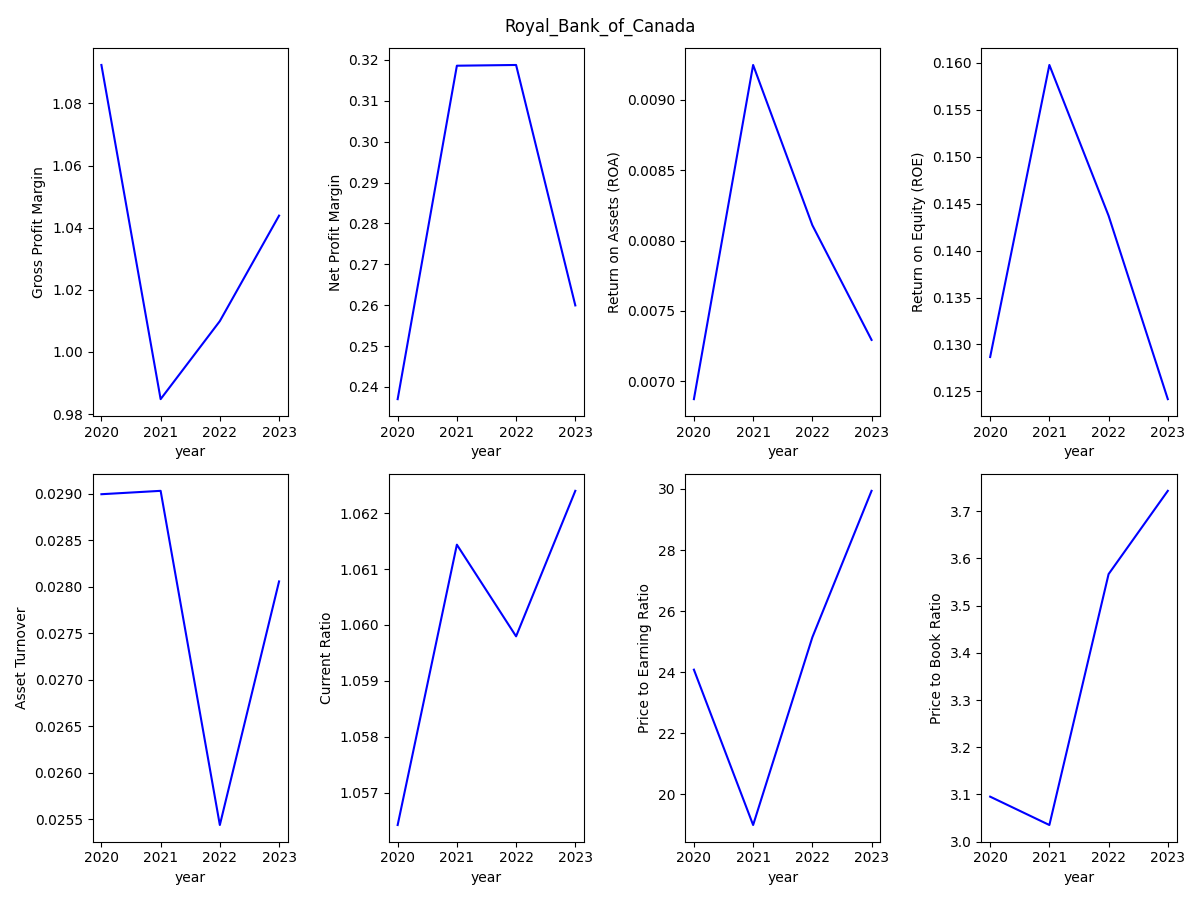 Royal_Bank_of_Canada
Gross Profit Margin
1.08
1.06
1.04
1.02
1.00
0.98
2020 2021 2022 2023
year
Net Profit Margin
0.32
0.31
0.30
0.29
0.28
0.27
0.26
0.25
0.24
2020 2021 2022 2023
year
Return on Assets (ROA)
0.0090
0.0085
0.0080
0.0075
0.0070
2020 2021 2022 2023
year
Return on Equity (ROE)
0.160
0.155
0.150
0.145
0.140
0.135
0.130
0.125
2020 2021 2022 2023
year
Asset Turnover
0.0290
0.0285
0.0280
0.0275
0.0270
0.0265
0.0260
0.0255
2020 2021 2022 2023
year
Current Ratio
1.062
1.061
1.060
1.059
1.058
1.057
2020 2021 2022 2023
year
Price to Earning Ratio
30
28
26
24
22
20
2020 2021 2022 2023
year
Price to Book Ratio
3.7
3.6
3.5
3.4
3.3
3.2
3.1
3.0
2020 2021 2022 2023
year